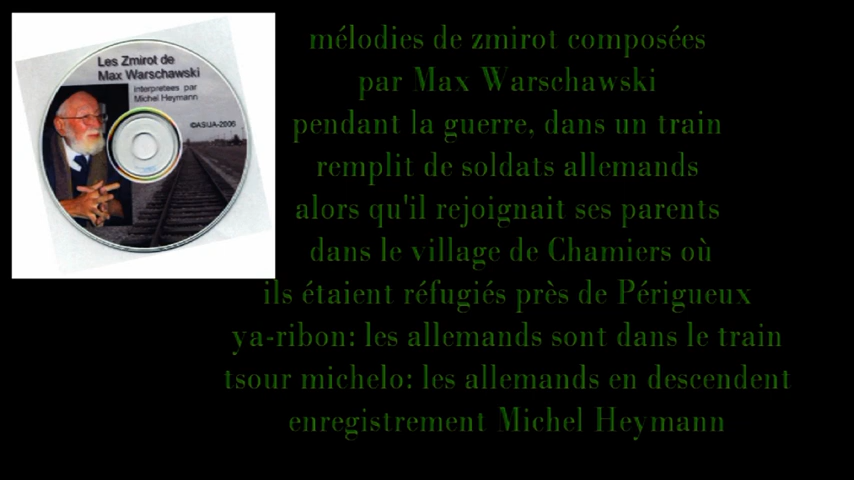 Les Zmirot de
Max Warschawski
interpretees par
Michel Heymann
©ASIJA-2006
mélodies de zmirot composées
par Max Warschawski
pendant la guerre, dans un train
remplit de soldats allemands
alors qu'il rejoignait ses parents
dans le village de Chamiers où
ils étaient réfugiés près de Périgueux
ya-ribon: les allemands sont dans le train
tsour michelo: les allemands en descendent
enregistrement Michel Heymann